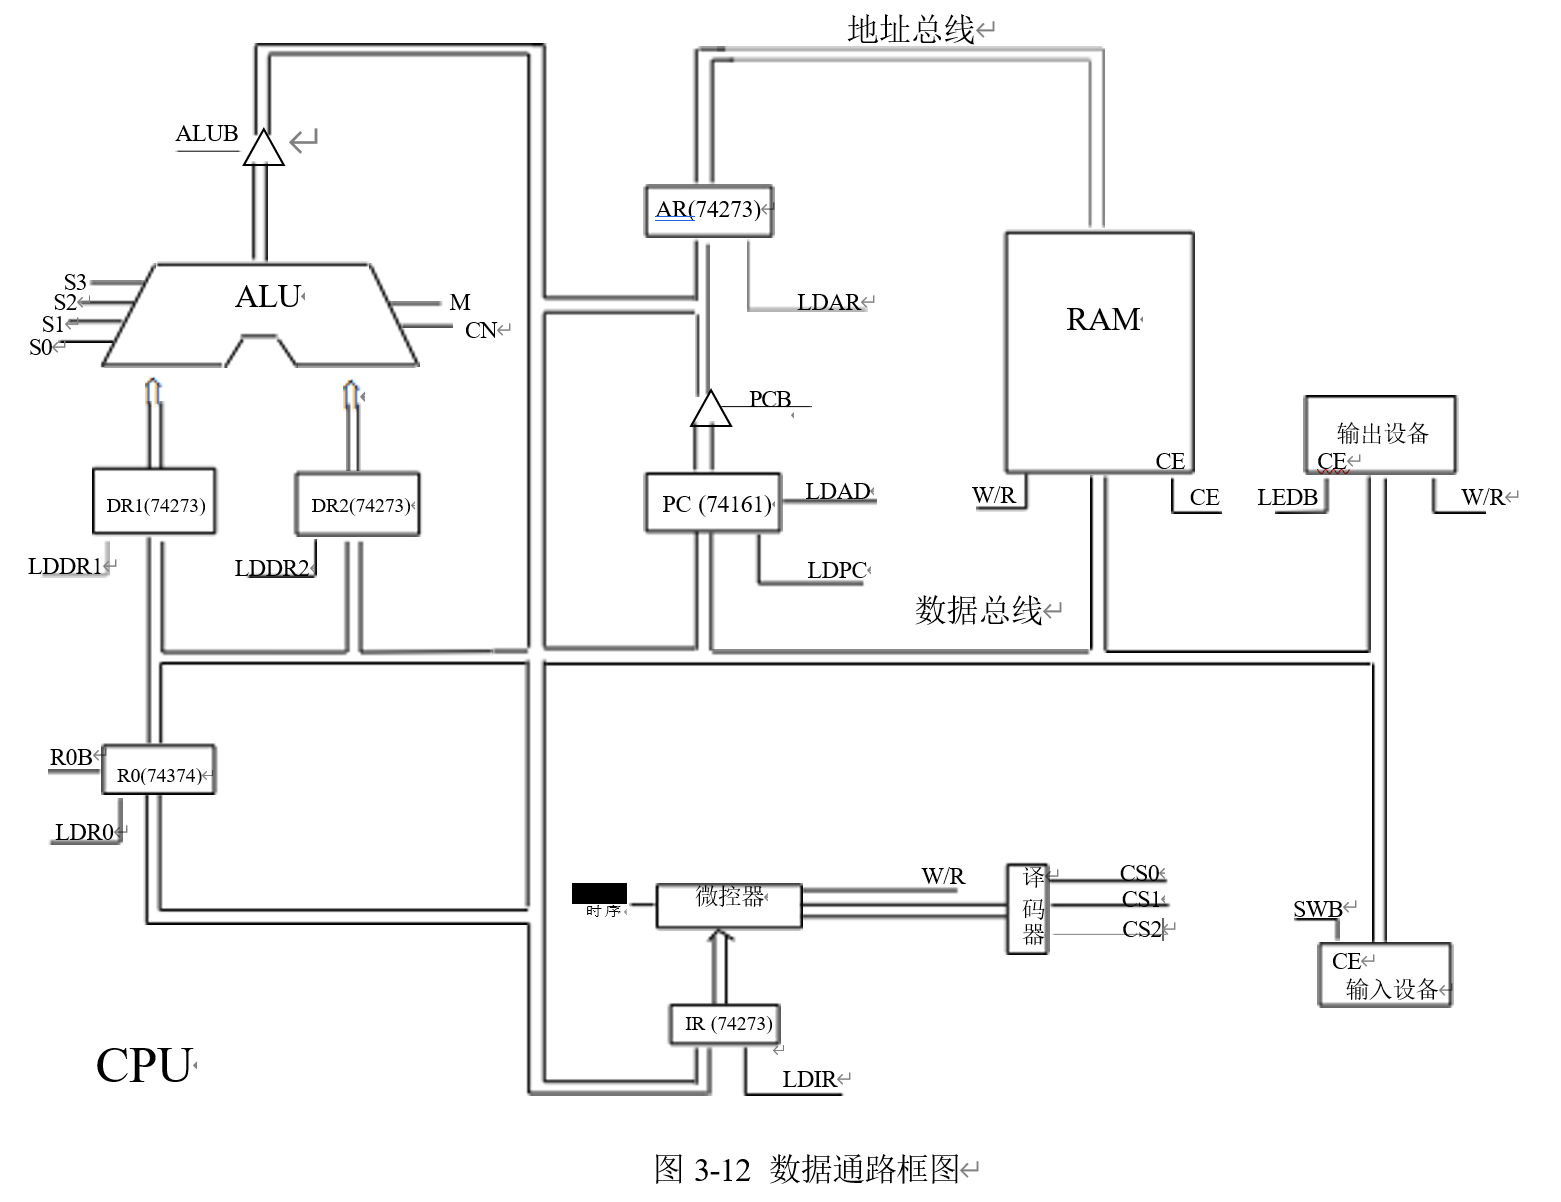 地址总线
ALUB
AR(74273)
S3
S2
S1
S0
ALU
M
CN
LDAR
RAM
PCB
输出设备
CE
CE
DR1(74273)
DR2(74273)
PC (74161)
LDAD
W/R
CE
LEDB
W/R
LDDR1
LDDR2
LDPC
数据总线
R0B
R0(74374)
LDR0
时序
微控器
W/R
译
码
器
CS0
CS1
CS2
SWB
CE
输入设备
IR (74273)
LDIR
CPU
图 3-12 数据通路框图